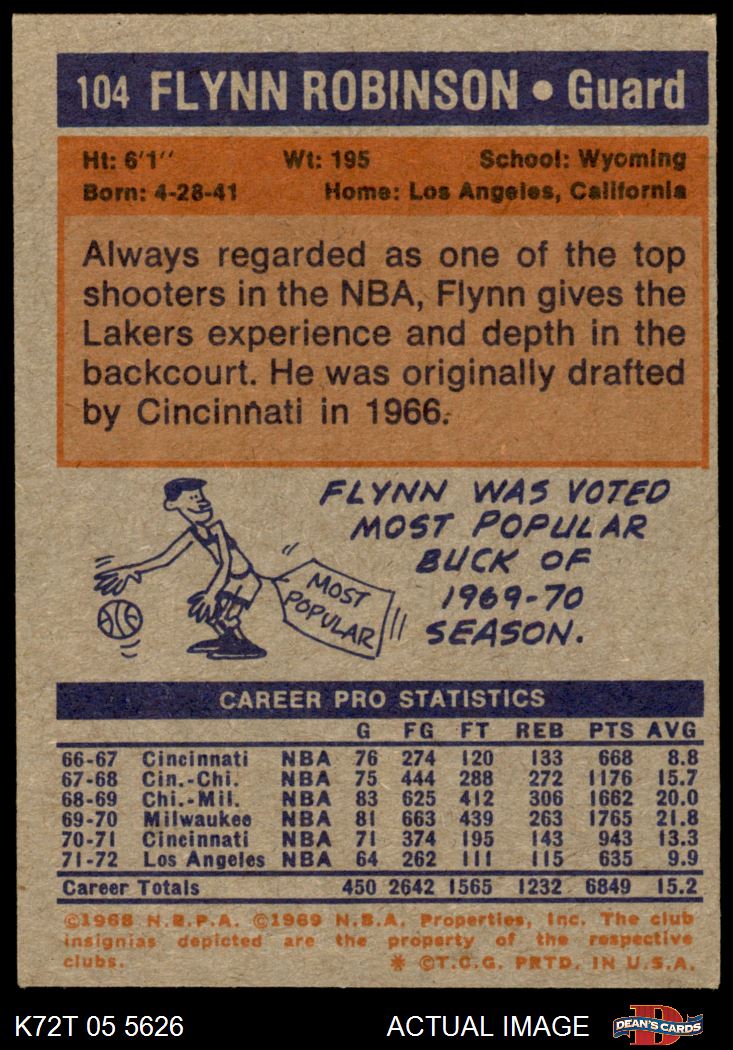 104 FLYNN ROBINSON • Guard
Ht: 6'1'' Wt: 195 School: Wyoming
Born: 4-28-41 Home: Los Angeles, California
Always regarded as one of the top
shooters in the NBA, Flynn gives the
Lakers experience and depth in the
backcourt. He was originally drafted
by Cincinnati in 1966.
FLYNN WAS VOTED
MOST POPULAR
BUCK OF
1969-70
SEASON.
MOST
POPULAR
CAREER PRO STATISTICS
G FG FT REB PTS AVG
66-67 Cincinnati NBA 76 274 120 133 668 8.8
67-68 Cin.-Chi. NBA 75 444 288 272 1176 15.7
68-69 Chi.-Mil. NBA 83 625 412 306 1662 20.0
69-70 Milwaukee NBA 81 663 439 263 1765 21.8
70-71 Cincinnati NBA 71 374 195 143 943 13.3
71-72 Los Angeles NBA 64 262 111 115 635 9.9
Career Totals 450 2642 1565 1232 6849 15.2
©1968 N.B.P.A. ©1969 N.B.A. Properties, Inc. The club
insignias depicted are the property of the respective
clubs. * ©T.C.G. PRTD. IN U.S.A.
K72T 05 5626 ACTUAL IMAGE D DEAN'S CARDS